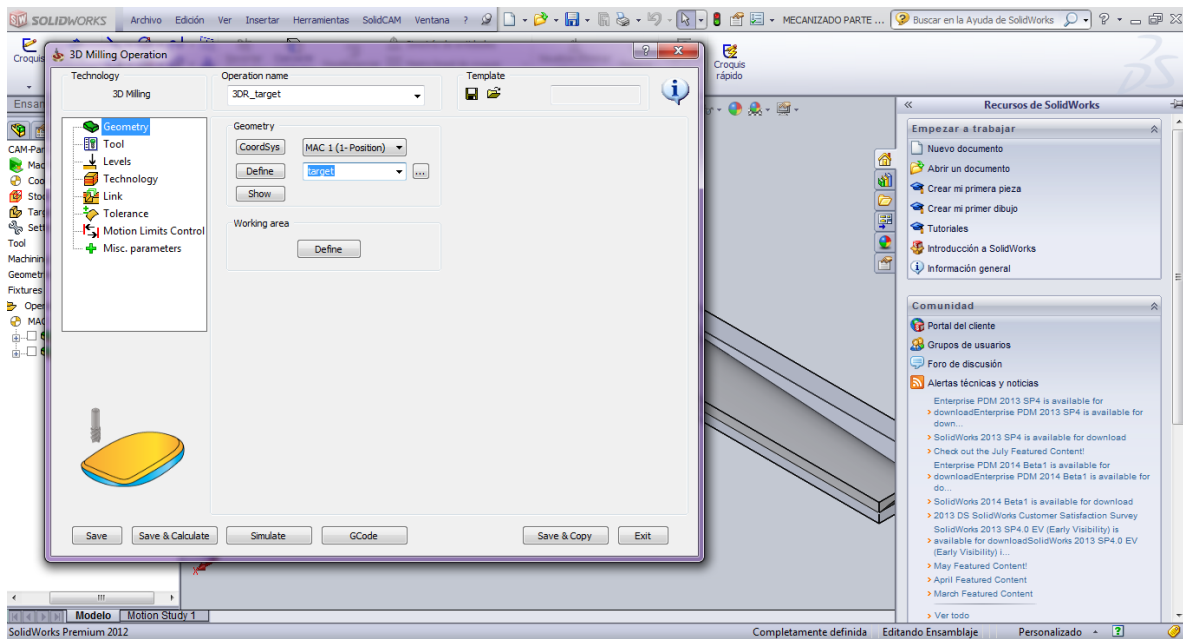 SOLIDWORKS Archivo Edición Ver Insertar Herramientas SolidCAM Ventana ? MECANIZADO PARTE ... Buscar en la Ayuda de SolidWorks
Croquis
3D Milling Operation
Croquis
rápido
Technology
3D Milling
Operation name
3DR_target
Template
Ensam
CAM-Par
Mac
Coo
Stoc
Targ
Sett
Tool
Machinin
Geometr
Fixtures
Oper
MAC
Geometry
Tool
Levels
Technology
Link
Tolerance
Motion Limits Control
Misc. parameters
Geometry
CoordSys MAC 1 (1- Position)
Define target ...
Show
Working area
Define
Save Save & Calculate Simulate GCode Save & Copy Exit
Recursos de SolidWorks
Empezar a trabajar
Nuevo documento
Abrir un documento
Crear mi primera pieza
Crear mi primer dibujo
Tutoriales
Introducción a SolidWorks
Información general
Comunidad
Portal del cliente
Grupos de usuarios
Foro de discusión
Alertas técnicas y noticias
Enterprise PDM 2013 SP4 is available for
downloadEnterprise PDM 2013 SP4 is available for
down...
SolidWorks 2013 SP4 is available for download
Check out the July Featured Content!
Enterprise PDM 2014 Beta1 is available for
downloadEnterprise PDM 2014 Beta1 is available for
do...
SolidWorks 2014 Beta1 is available for download
2013 DS SolidWorks Customer Satisfaction Survey
SolidWorks 2013 SP4.0 EV (Early Visibility) is
available for downloadSolidWorks 2013 SP4.0 EV
(Early Visibility) i...
May Featured Content!
April Featured Content
March Featured Content
Ver todo
X
Modelo Motion Study 1
SolidWorks Premium 2012 Completamente definida Editando Ensamblaje Personalizado